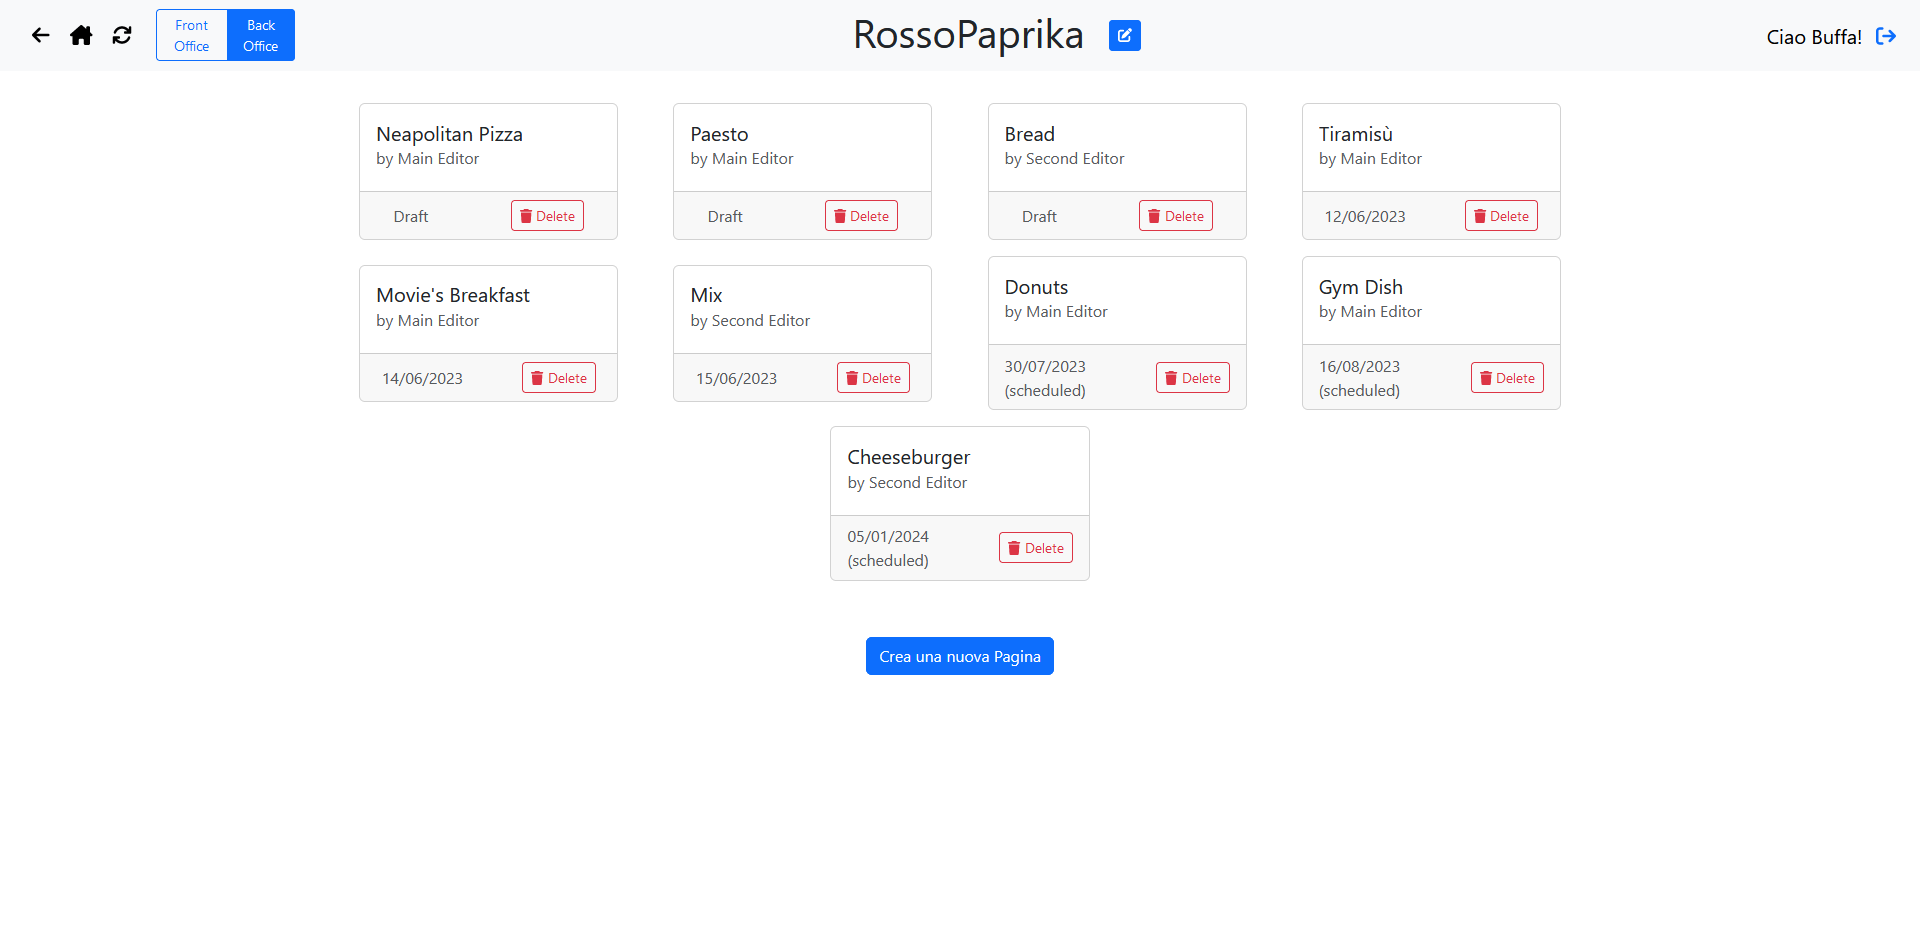 Front Office
Back Office
RossoPaprika
Ciao Buffa!
Neapolitan Pizza
by Main Editor
Draft
Delete
Paesto
by Main Editor
Draft
Delete
Bread
by Second Editor
Draft
Delete
Tiramisù
by Main Editor
12/06/2023
Delete
Movie's Breakfast
by Main Editor
14/06/2023
Delete
Mix
by Second Editor
15/06/2023
Delete
Donuts
by Main Editor
30/07/2023
(scheduled)
Delete
Gym Dish
by Main Editor
16/08/2023
(scheduled)
Delete
Cheeseburger
by Second Editor
05/01/2024
(scheduled)
Delete
Crea una nuova Pagina